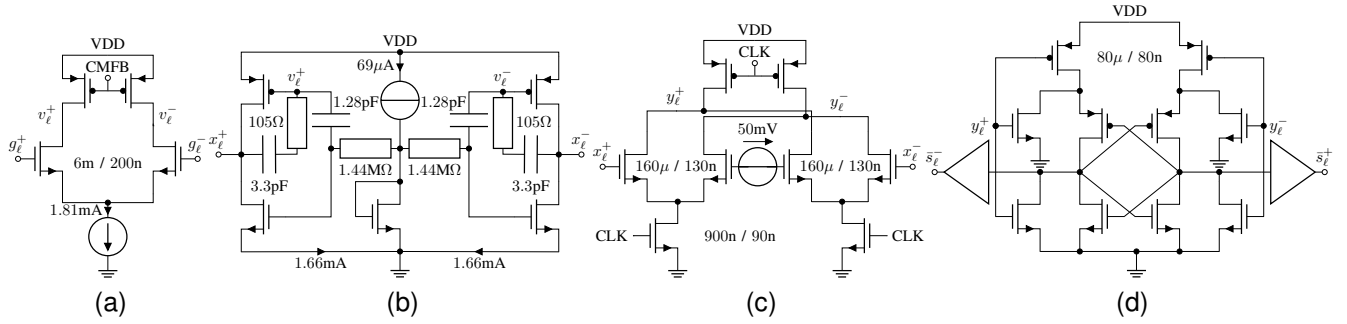 VDD
CMFB
v_ℓ^+
v_ℓ^-
g_ℓ^+
g_ℓ^-
6m / 200n
1.81mA
(a)
VDD
69μA
v_ℓ^+
v_ℓ^-
1.28pF
1.28pF
105Ω
105Ω
x_ℓ^+
x_ℓ^-
1.44MΩ
1.44MΩ
3.3pF
3.3pF
1.66mA
1.66mA
(b)
VDD
CLK
y_ℓ^+
y_ℓ^-
50mV
x_ℓ^+
x_ℓ^-
160μ / 130n
160μ / 130n
CLK
900n / 90n
CLK
(c)
VDD
80μ / 80n
y_ℓ^+
y_ℓ^-
s̄_ℓ^-
s̄_ℓ^+
(d)